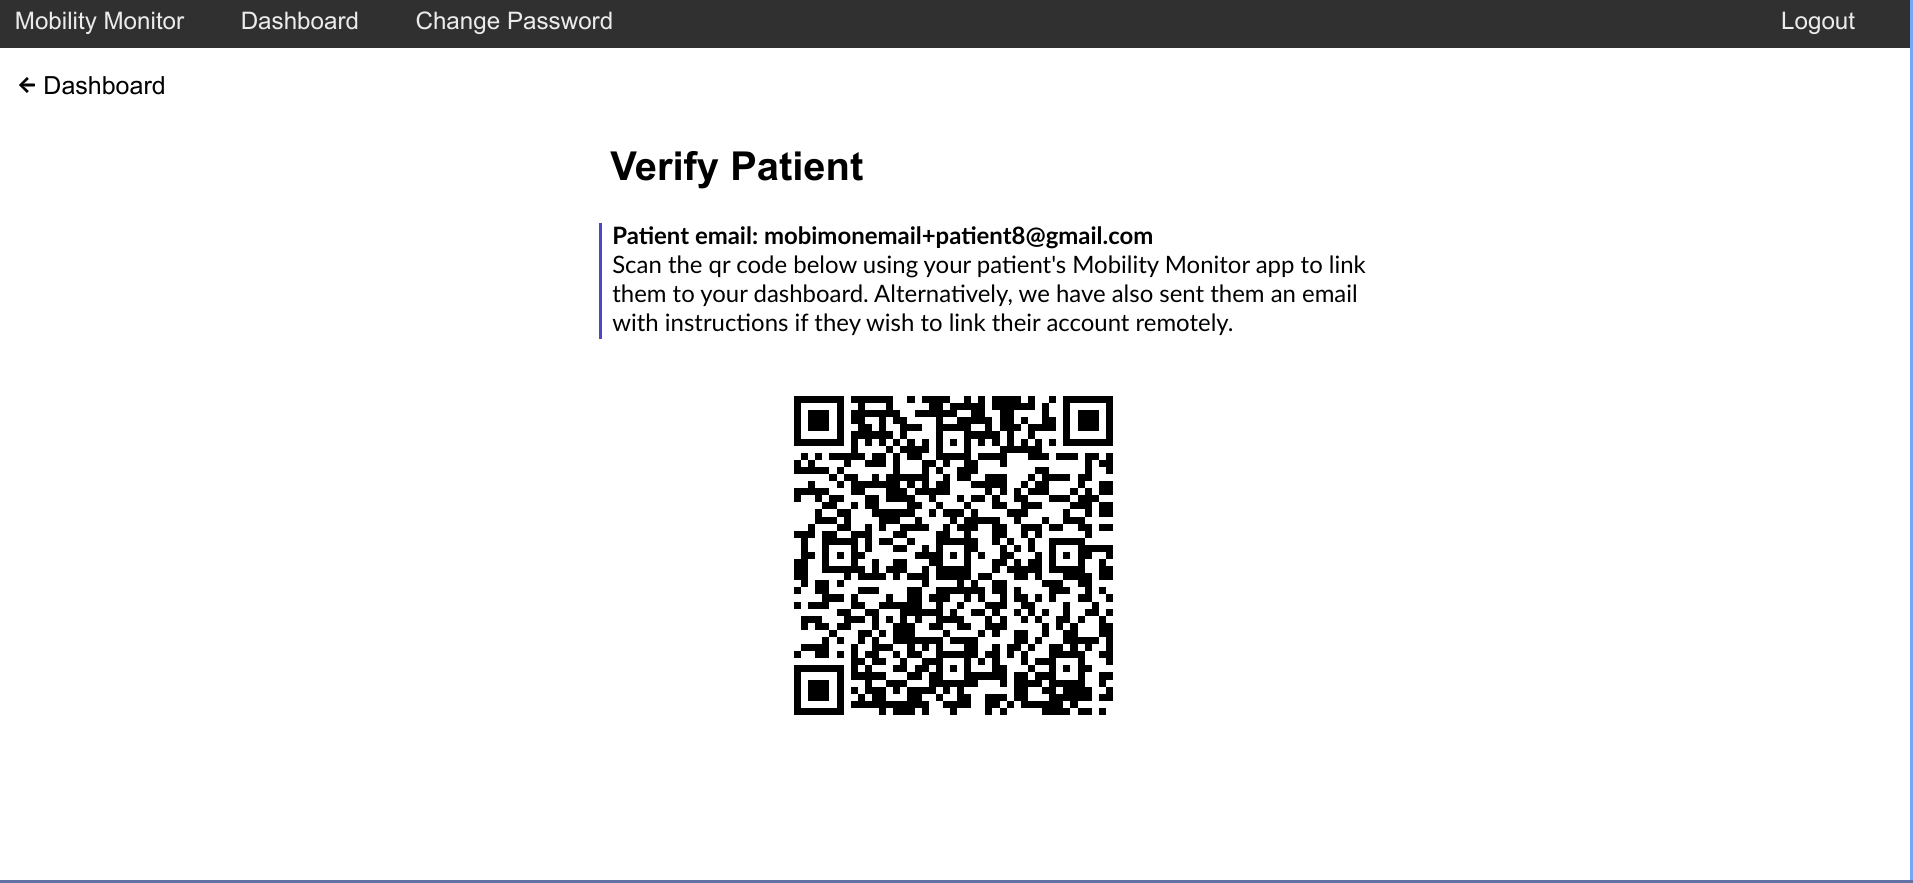 Mobility Monitor Dashboard Change Password Logout
← Dashboard
Verify Patient
Patient email: mobimonemail+patient8@gmail.com
Scan the qr code below using your patient's Mobility Monitor app to link
them to your dashboard. Alternatively, we have also sent them an email
with instructions if they wish to link their account remotely.